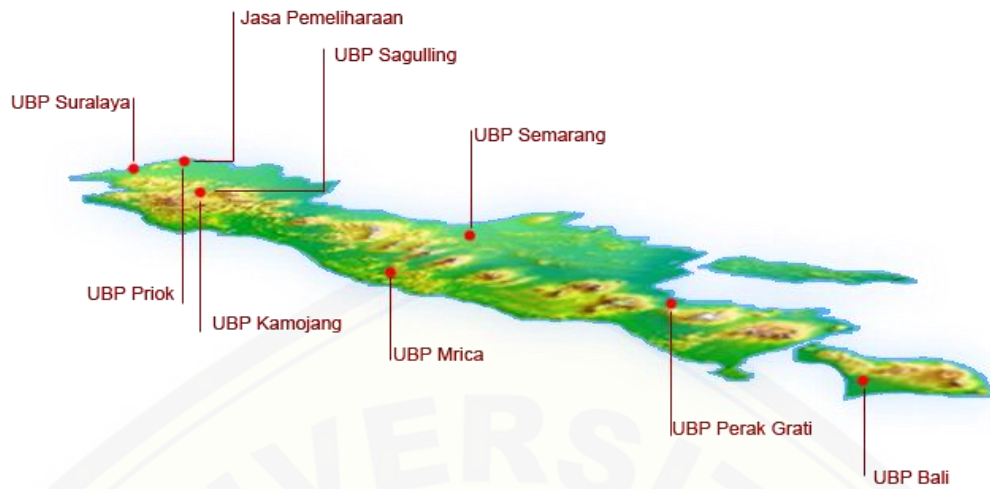 Jasa Pemeliharaan
UBP Sagulling
UBP Suralaya
UBP Semarang
UBP Priok
UBP Kamojang
UBP Mrica
UBP Perak Grati
UBP Bali